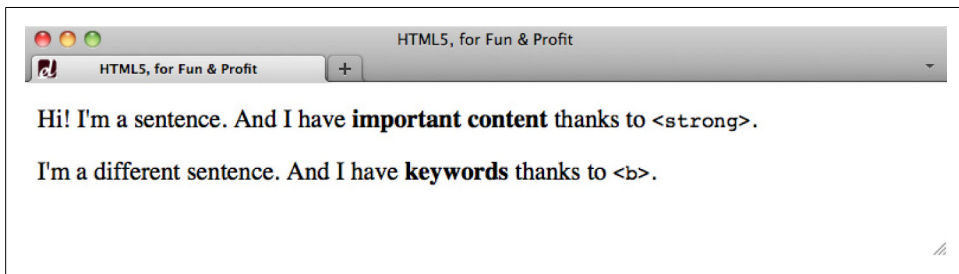 HTML5, for Fun & Profit
HTML5, for Fun & Profit
Hi! I'm a sentence. And I have important content thanks to <strong>.
I'm a different sentence. And I have keywords thanks to <b>.